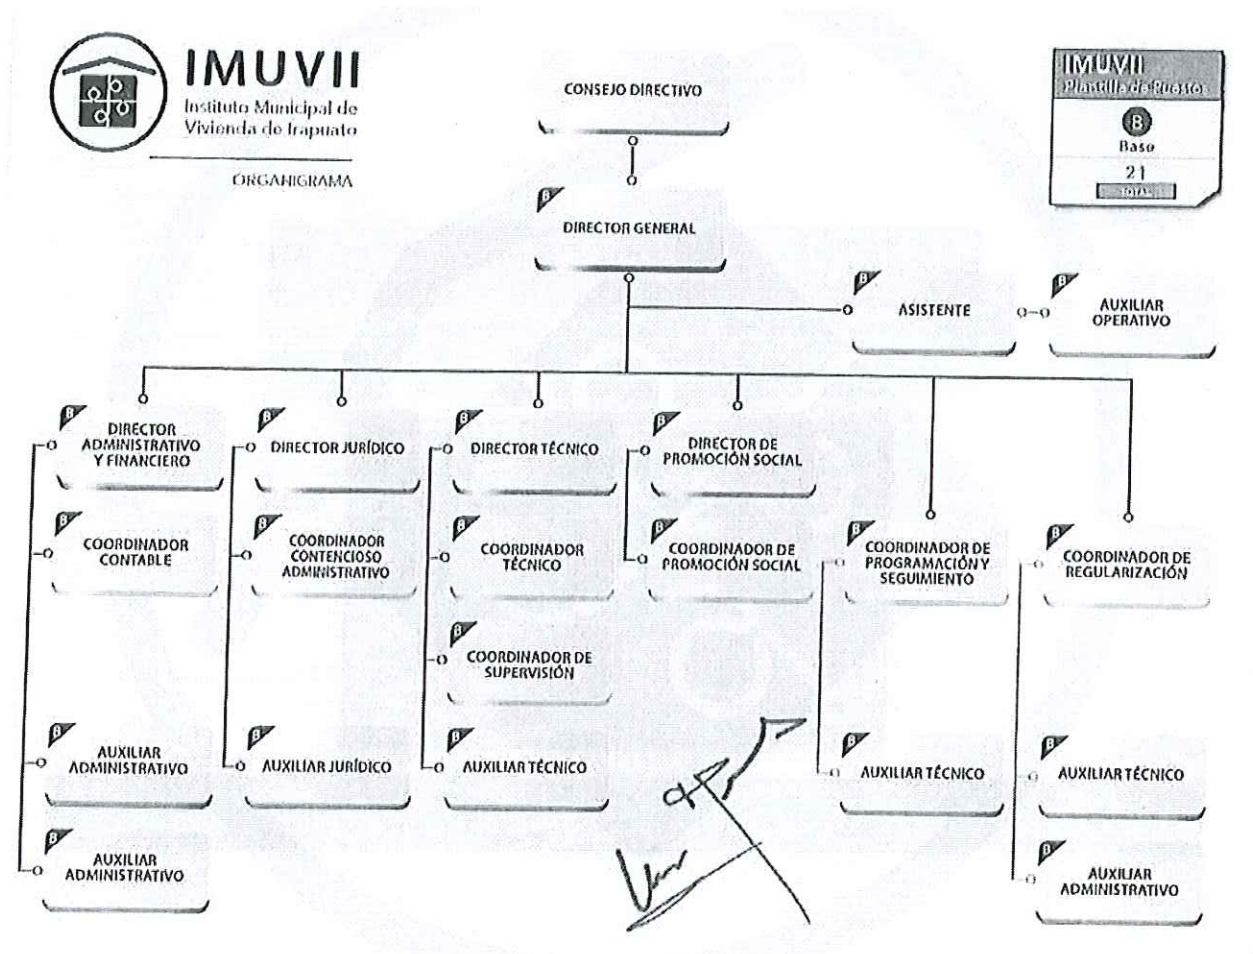 IMUVII
Instituto Municipal de
Vivienda de Irapuato
ORGANIGRAMA
IMUVII
Plantilla de Puestos
B
Base
21
TOTAL
CONSEJO DIRECTIVO
B
DIRECTOR GENERAL
B
ASISTENTE
B
AUXILIAR
OPERATIVO
B
DIRECTOR
ADMINISTRATIVO
Y FINANCIERO
B
DIRECTOR JURÍDICO
B
DIRECTOR TÉCNICO
B
DIRECTOR DE
PROMOCIÓN SOCIAL
B
COORDINADOR
CONTABLE
B
COORDINADOR
CONTENCIOSO
ADMINISTRATIVO
B
COORDINADOR
TÉCNICO
B
COORDINADOR DE
PROMOCIÓN SOCIAL
B
COORDINADOR DE
PROGRAMACIÓN Y
SEGUIMIENTO
B
COORDINADOR DE
REGULARIZACIÓN
B
COORDINADOR DE
SUPERVISIÓN
B
AUXILIAR
ADMINISTRATIVO
B
AUXILIAR JURÍDICO
B
AUXILIAR TÉCNICO
B
AUXILIAR TÉCNICO
B
AUXILIAR TÉCNICO
B
AUXILIAR
ADMINISTRATIVO
B
AUXILIAR
ADMINISTRATIVO